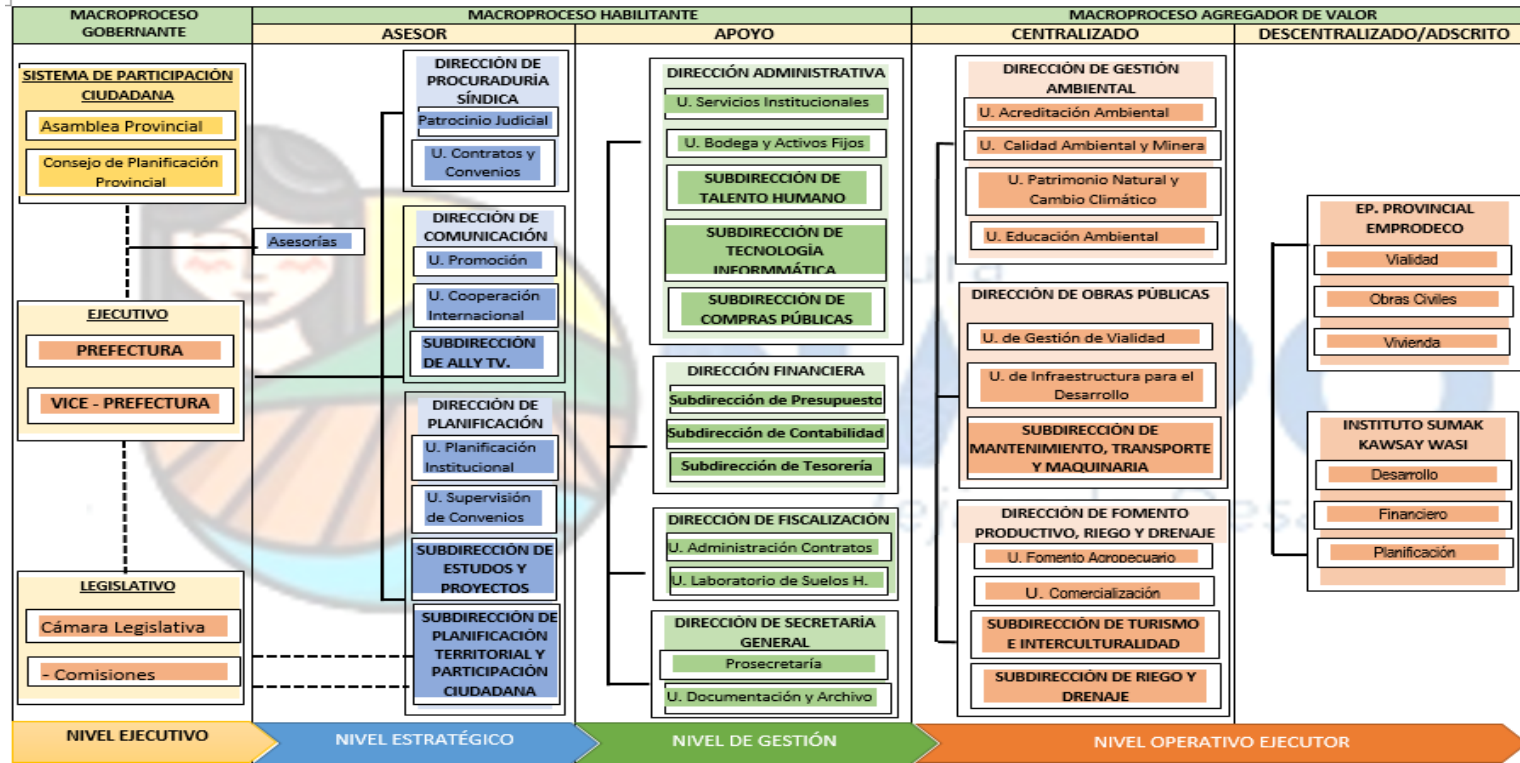 MACROPROCESO
GOBERNANTE
MACROPROCESO HABILITANTE
MACROPROCESO AGREGADOR DE VALOR
ASESOR
APOYO
CENTRALIZADO
DESCENTRALIZADO/ADSCRITO
SISTEMA DE PARTICIPACIÓN
CIUDADANA
Asamblea Provincial
Consejo de Planificación
Provincial
EJECUTIVO
PREFECTURA
VICE - PREFECTURA
LEGISLATIVO
Cámara Legislativa
- Comisiones
Asesorías
DIRECCIÓN DE
PROCURADURÍA
SÍNDICA
Patrocinio Judicial
U. Contratos y
Convenios
DIRECCIÓN DE
COMUNICACIÓN
U. Promoción
U. Cooperación
Internacional
SUBDIRECCIÓN
DE ALLY TV.
DIRECCIÓN DE
PLANIFICACIÓN
U. Planificación
Institucional
U. Supervisión
de Convenios
SUBDIRECCIÓN DE
ESTUDOS Y
PROYECTOS
SUBDIRECCIÓN DE
PLANIFICACIÓN
TERRITORIAL Y
PARTICIPACIÓN
CIUDADANA
DIRECCIÓN ADMINISTRATIVA
U. Servicios Institucionales
U. Bodega y Activos Fijos
SUBDIRECCIÓN DE
TALENTO HUMANO
SUBDIRECCIÓN DE
TECNOLOGÍA
INFORMMÁTICA
SUBDIRECCIÓN DE
COMPRAS PÚBLICAS
DIRECCIÓN FINANCIERA
Subdirección de Presupuesto
Subdirección de Contabilidad
Subdirección de Tesorería
DIRECCIÓN DE FISCALIZACIÓN
U. Administración Contratos
U. Laboratorio de Suelos H.
DIRECCIÓN DE SECRETARÍA
GENERAL
Prosecretaría
U. Documentación y Archivo
DIRECCIÓN DE GESTIÓN
AMBIENTAL
U. Acreditación Ambiental
U. Calidad Ambiental y Minera
U. Patrimonio Natural y
Cambio Climático
U. Educación Ambiental
DIRECCIÓN DE OBRAS PÚBLICAS
U. de Gestión de Vialidad
U. de Infraestructura para el
Desarrollo
SUBDIRECCIÓN DE
MANTENIMIENTO, TRANSPORTE
Y MAQUINARIA
DIRECCIÓN DE FOMENTO
PRODUCTIVO, RIEGO Y DRENAJE
U. Fomento Agropecuario
U. Comercialización
SUBDIRECCIÓN DE TURISMO
E INTERCULTURALIDAD
SUBDIRECCIÓN DE RIEGO Y
DRENAJE
EP. PROVINCIAL
EMPRODECO
Vialidad
Obras Civiles
Vivienda
INSTITUTO SUMAK
KAWSAY WASI
Desarrollo
Financiero
Planificación
NIVEL EJECUTIVO
NIVEL ESTRATÉGICO
NIVEL DE GESTIÓN
NIVEL OPERATIVO EJECUTOR